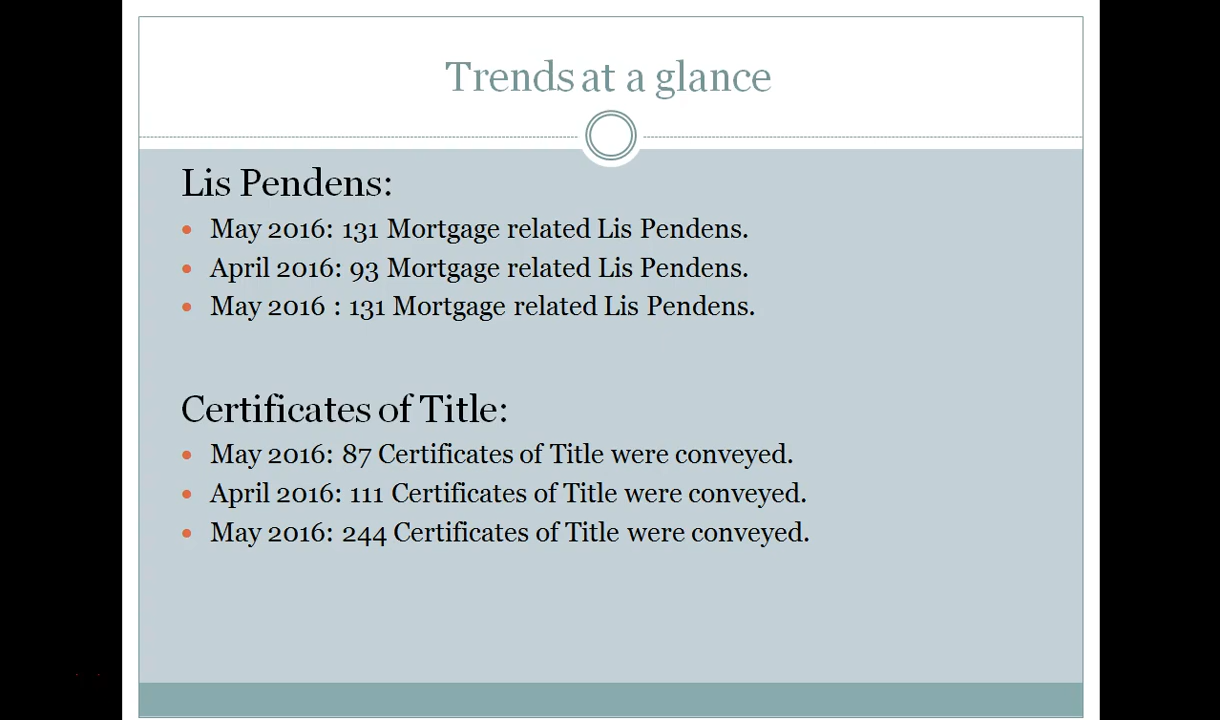 Trends at a glance
Lis Pendens:
• May 2016: 131 Mortgage related Lis Pendens.
• April 2016: 93 Mortgage related Lis Pendens.
• May 2016 : 131 Mortgage related Lis Pendens.
Certificates of Title:
• May 2016: 87 Certificates of Title were conveyed.
• April 2016: 111 Certificates of Title were conveyed.
• May 2016: 244 Certificates of Title were conveyed.